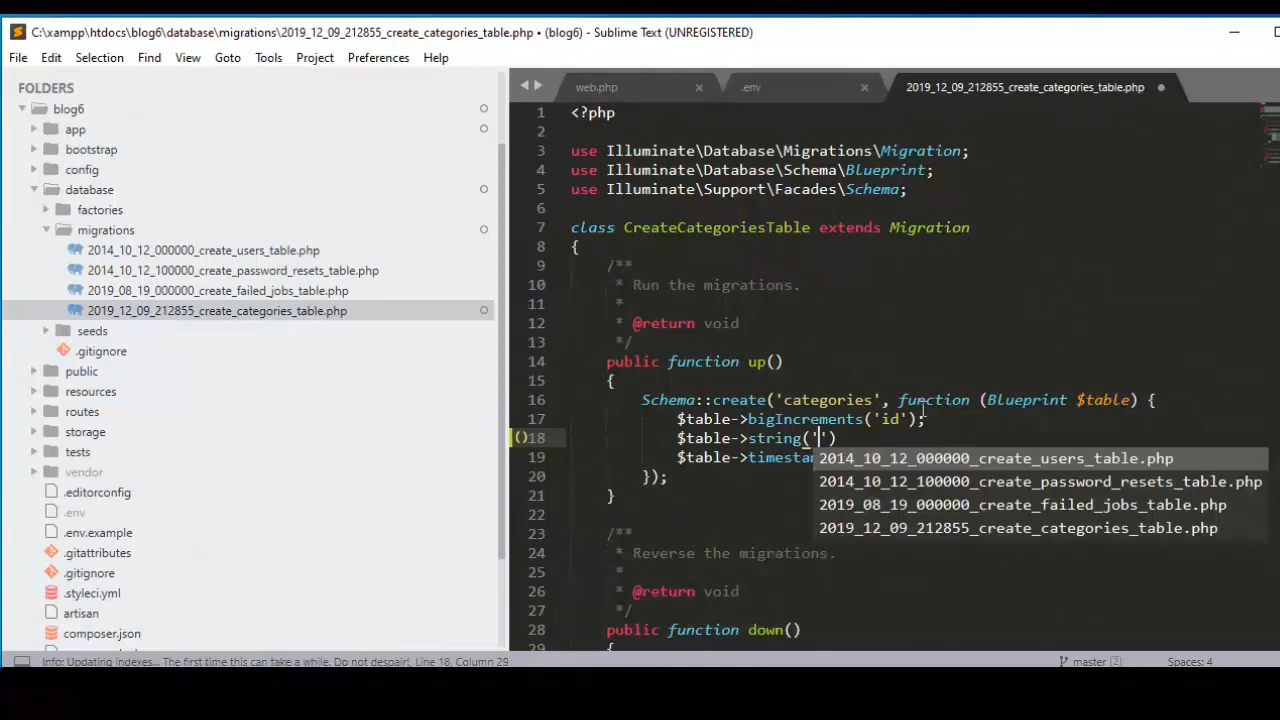 C:\xampp\htdocs\blog6\database\migrations\2019_12_09_212855_create_categories_table.php • (blog6) - Sublime Text (UNREGISTERED)
File Edit Selection Find View Goto Tools Project Preferences Help
FOLDERS
blog6
app
bootstrap
config
database
factories
migrations
2014_10_12_000000_create_users_table.php
2014_10_12_100000_create_password_resets_table.php
2019_08_19_000000_create_failed_jobs_table.php
2019_12_09_212855_create_categories_table.php
seeds
.gitignore
public
resources
routes
storage
tests
vendor
.editorconfig
.env
.env.example
.gitattributes
.gitignore
.styleci.yml
artisan
composer.json
web.php .env 2019_12_09_212855_create_categories_table.php
1 <?php
2
3 use Illuminate\Database\Migrations\Migration;
4 use Illuminate\Database\Schema\Blueprint;
5 use Illuminate\Support\Facades\Schema;
6
7 class CreateCategoriesTable extends Migration
8 {
9 /**
10 * Run the migrations.
11 *
12 * @return void
13 */
14 public function up()
15 {
16 Schema::create('categories', function (Blueprint $table) {
17 $table->bigIncrements('id');
()18 $table->string('')
19 $table->timestam
20 });
21 }
22
23 /**
24 * Reverse the migrations.
25 *
26 * @return void
27 */
28 public function down()
29 {
2014_10_12_000000_create_users_table.php
2014_10_12_100000_create_password_resets_table.php
2019_08_19_000000_create_failed_jobs_table.php
2019_12_09_212855_create_categories_table.php
Info: Updating indexes... The first time this can take a while. Do not despair!, Line 18, Column 29 master 2 Spaces: 4